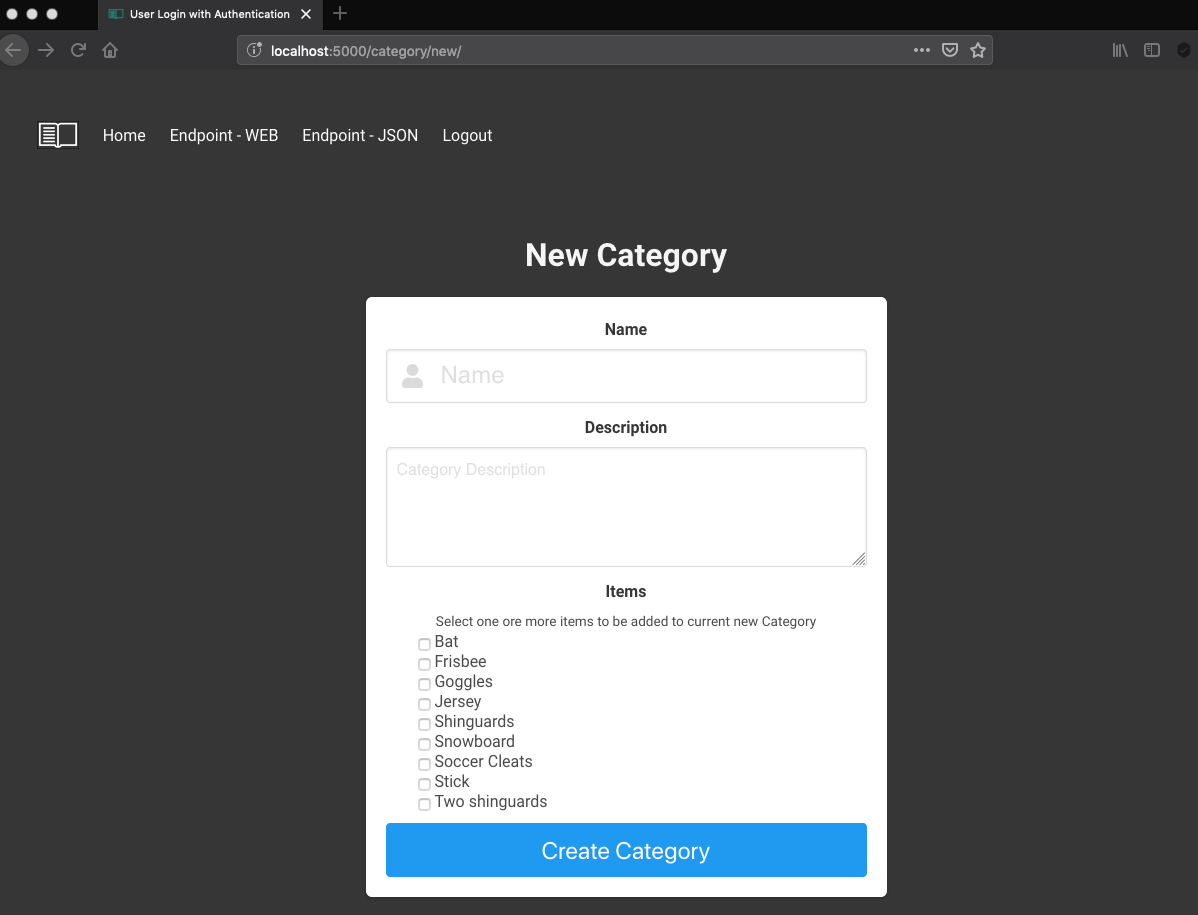 User Login with Authentication
localhost:5000/category/new/
Home Endpoint - WEB Endpoint - JSON Logout
New Category
Name
Name
Description
Category Description
Items
Select one ore more items to be added to current new Category
Bat
Frisbee
Goggles
Jersey
Shinguards
Snowboard
Soccer Cleats
Stick
Two shinguards
Create Category